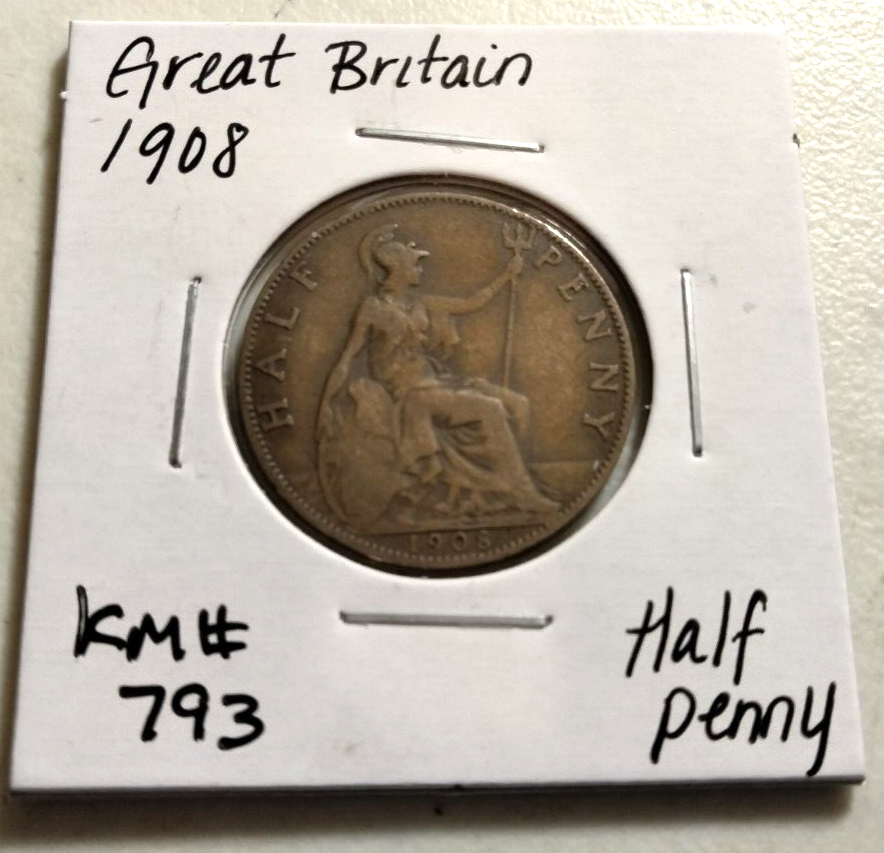 Great Britain
1908
HALF PENNY
1908
KM#
793
Half
penny